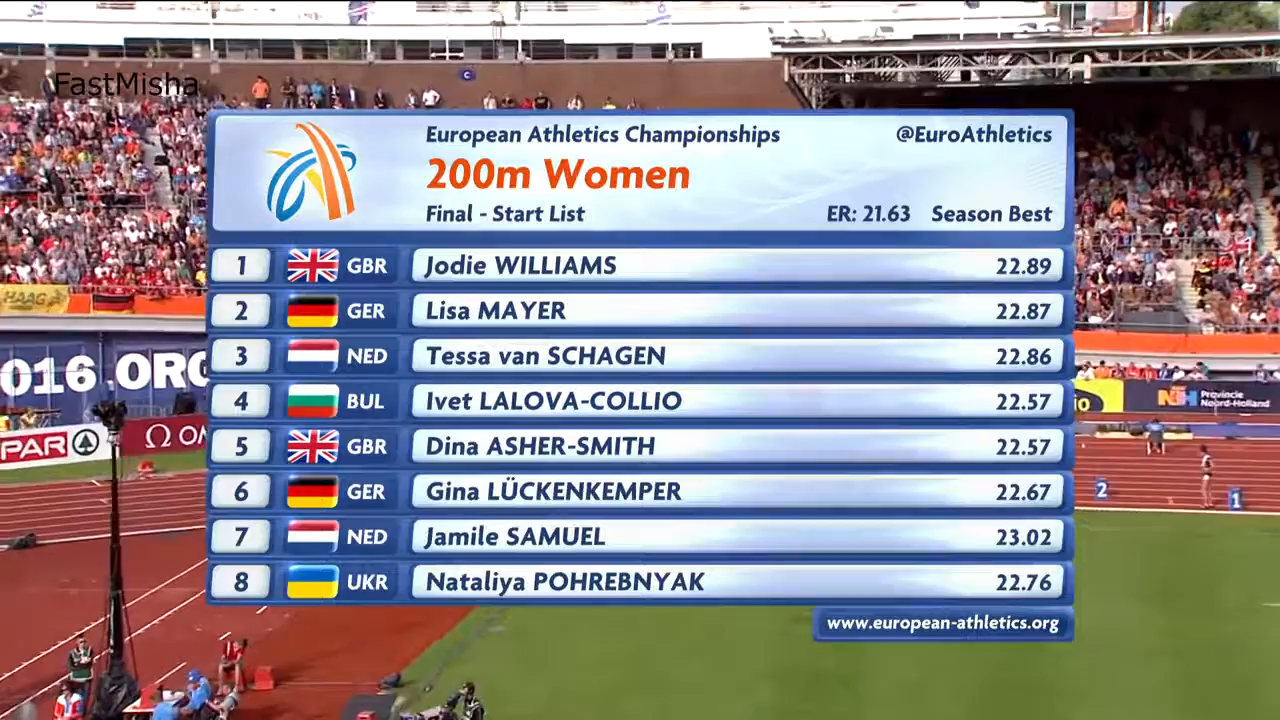 FastMisha
C
European Athletics Championships
@EuroAthletics
200m Women
Final - Start List
ER: 21.63 Season Best
1 GBR Jodie WILLIAMS 22.89
2 GER Lisa MAYER 22.87
3 NED Tessa van SCHAGEN 22.86
4 BUL Ivet LALOVA-COLLIO 22.57
5 GBR Dina ASHER-SMITH 22.57
6 GER Gina LÜCKENKEMPER 22.67
7 NED Jamile SAMUEL 23.02
8 UKR Nataliya POHREBNYAK 22.76
www.european-athletics.org
HAAG
016.ORG
PAR
Ω OM
Provincie
Noord-Holland
2
1